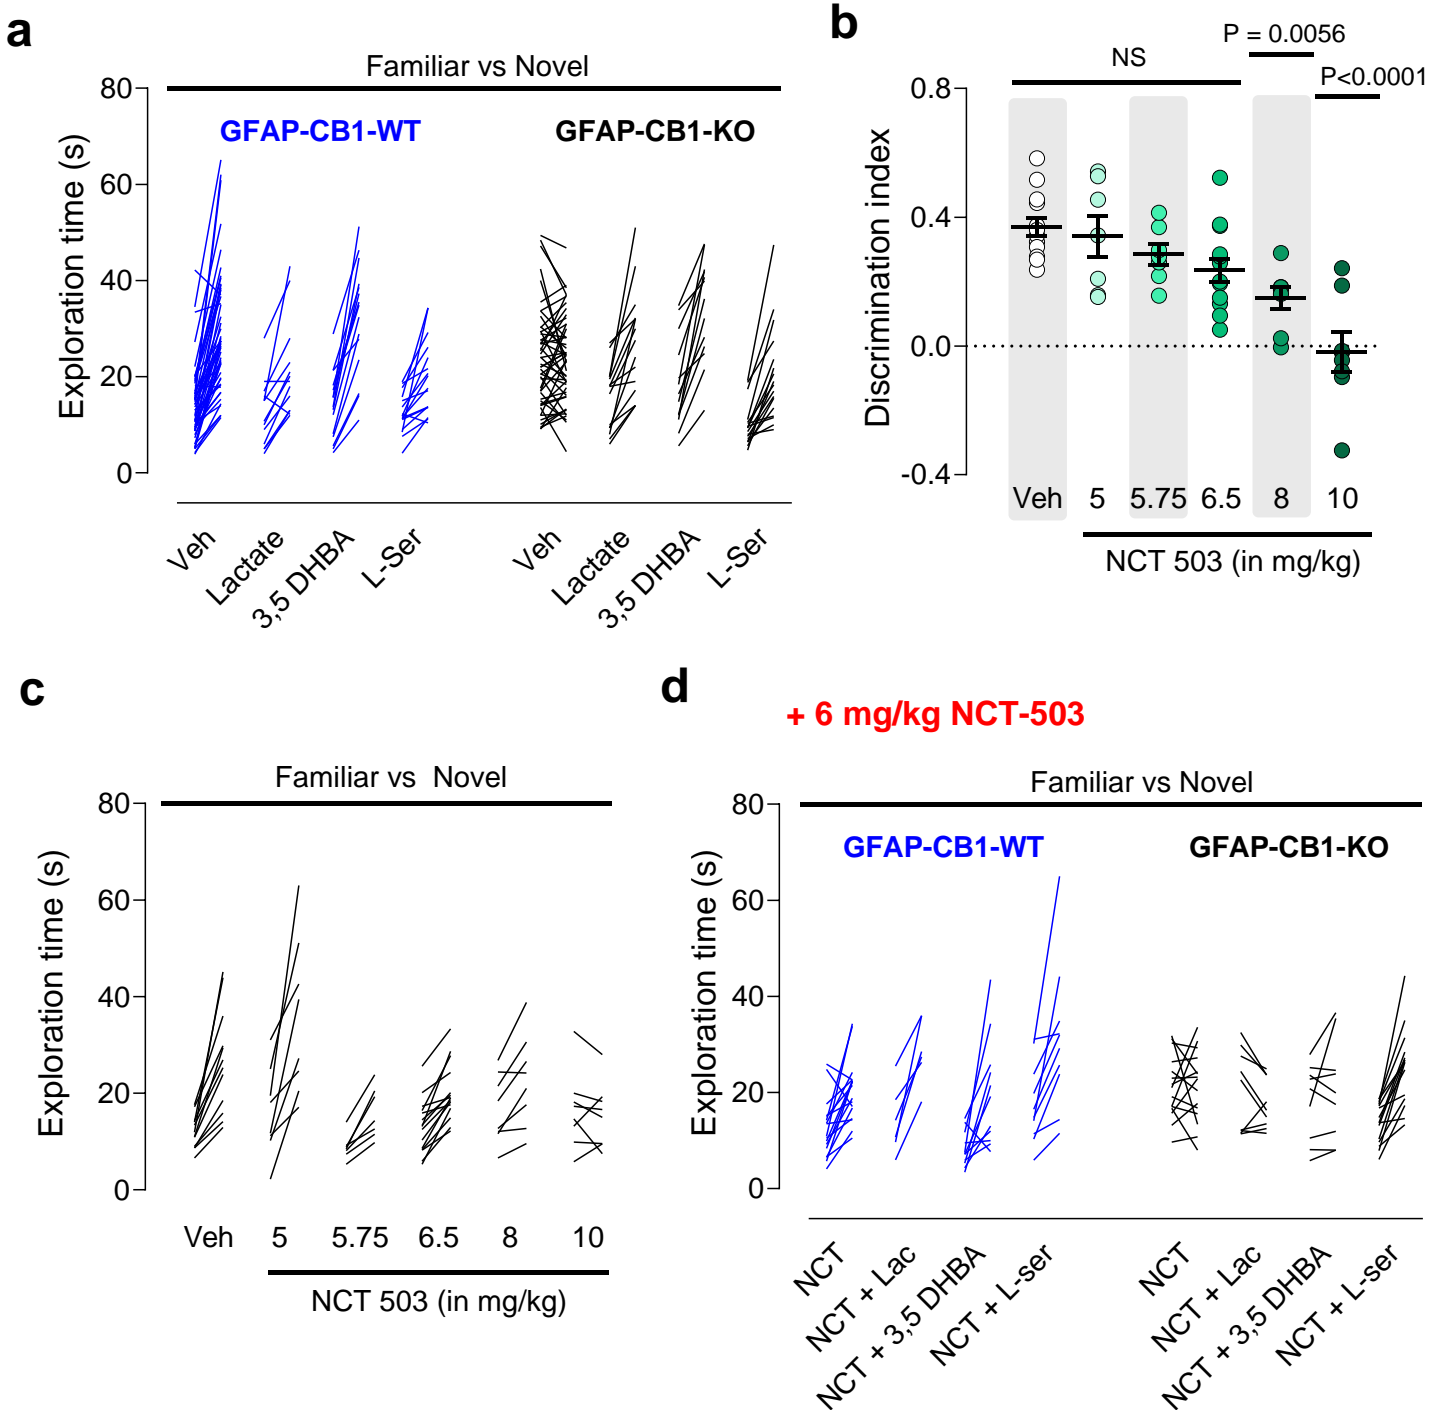 a
Familiar vs Novel
GFAP-CB1-WT
GFAP-CB1-KO
Exploration time (s)
80
60
40
20
0
Veh
Lactate
3,5 DHBA
L-Ser
Veh
Lactate
3,5 DHBA
L-Ser
b
P = 0.0056
NS
P<0.0001
Discrimination index
0.8
0.4
0.0
-0.4
Veh
5
5.75
6.5
8
10
NCT 503 (in mg/kg)
c
Familiar vs  Novel
Exploration time (s)
80
60
40
20
0
Veh
5
5.75
6.5
8
10
NCT 503 (in mg/kg)
d
+ 6 mg/kg NCT-503
Familiar vs Novel
GFAP-CB1-WT
GFAP-CB1-KO
Exploration time (s)
80
60
40
20
0
NCT
NCT + Lac
NCT + 3,5 DHBA
NCT + L-ser
NCT
NCT + Lac
NCT + 3,5 DHBA
NCT + L-ser